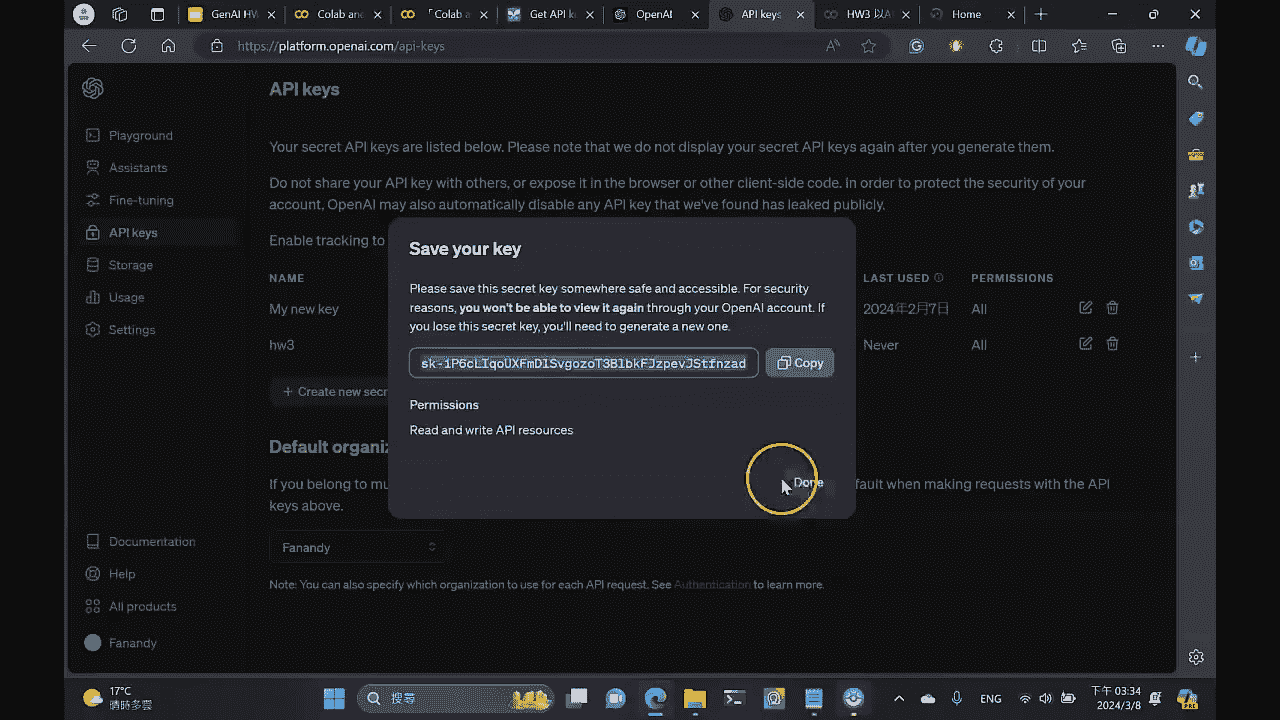 GenAI HW
Colab and
「Colab a
Get API k
OpenAI
API keys
HW3 以A
Home
https://platform.openai.com/api-keys
API keys
Playground
Assistants
Fine-tuning
API keys
Storage
Usage
Settings
Your secret API keys are listed below. Please note that we do not display your secret API keys again after you generate them.
Do not share your API key with others, or expose it in the browser or other client-side code. In order to protect the security of your
account, OpenAI may also automatically disable any API key that we've found has leaked publicly.
Enable tracking to
NAME
LAST USED
PERMISSIONS
My new key
2024年2月7日
All
hw3
Never
All
+ Create new secr
Save your key
Please save this secret key somewhere safe and accessible. For security
reasons, you won't be able to view it again through your OpenAI account. If
you lose this secret key, you'll need to generate a new one.
Copy
Permissions
Read and write API resources
Done
Default organiz
If you belong to mu
fault when making requests with the API
keys above.
Fanandy
Note: You can also specify which organization to use for each API request. See Authentication to learn more.
Documentation
Help
All products
Fanandy
17°C
晴時多雲
搜尋
ENG
下午 03:34
2024/3/8